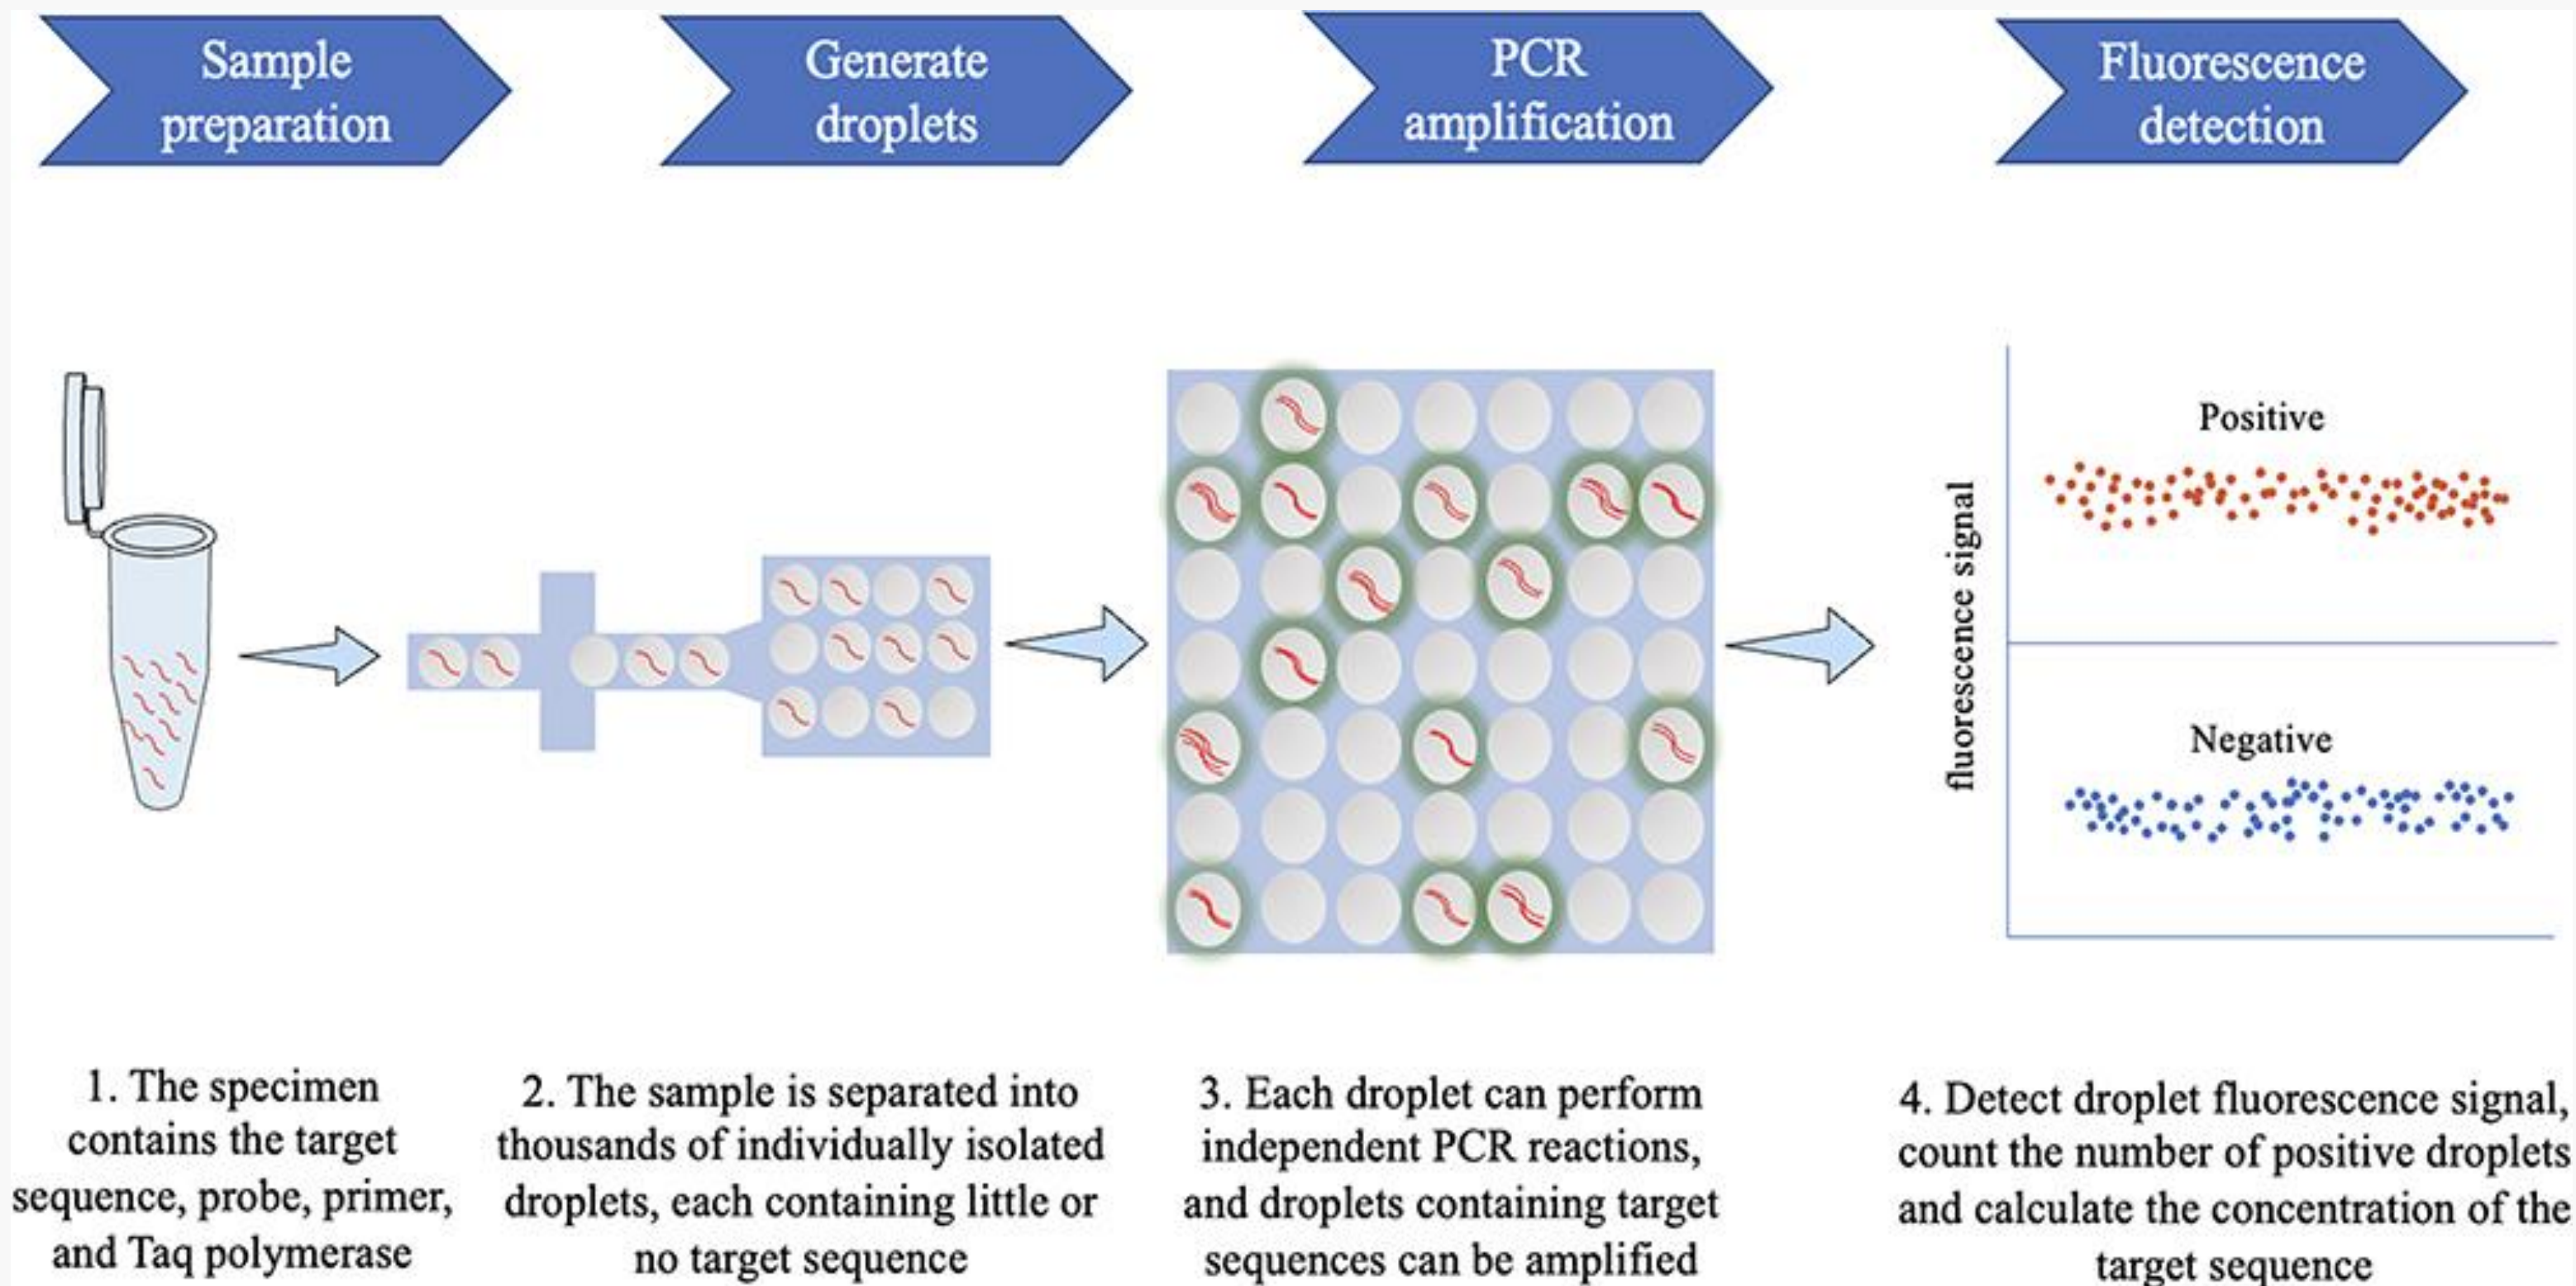 Sample
preparation
Generate
droplets
PCR
amplification
Fluorescence
detection
fluorescence signal
Positive
Negative
1. The specimen
contains the target
sequence, probe, primer,
and Taq polymerase
2. The sample is separated into
thousands of individually isolated
droplets, each containing little or
no target sequence
3. Each droplet can perform
independent PCR reactions,
and droplets containing target
sequences can be amplified
4. Detect droplet fluorescence signal,
count the number of positive droplets
and calculate the concentration of the
target sequence